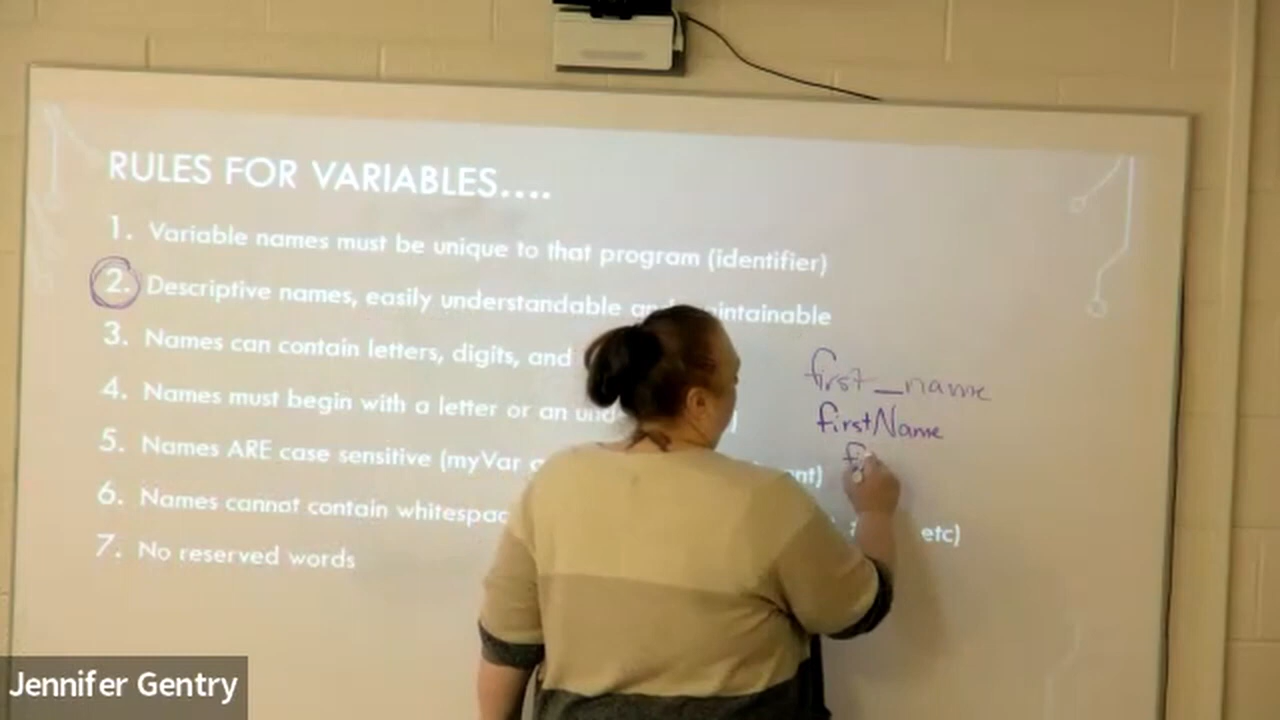 RULES FOR VARIABLES....
1. Variable names must be unique to that program (identifier)
2. Descriptive names, easily understandable
3. Names can contain letters, digits, and
4. Names must begin with a letter or an
5. Names ARE case sensitive (myVar
6. Names cannot contain etc)
7. No reserved words
first_name
firstName
Jennifer Gentry